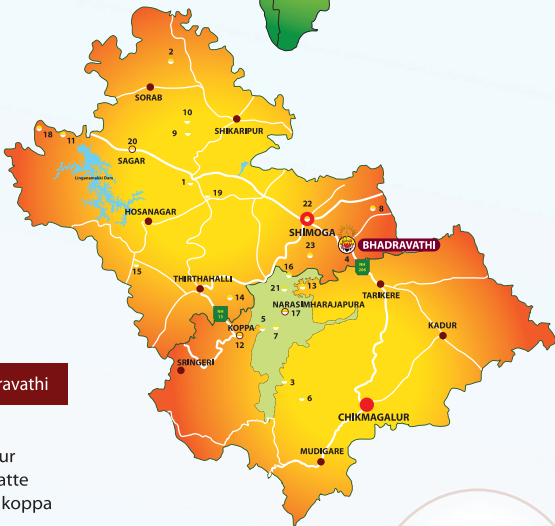 2
SORAB
10
SHIKARIPUR
9
18
11
20
SAGAR
Linganamakki Dam
1
19
22
8
HOSANAGAR
SHIMOGA
BHADRAVATHI
23
4
NH
206
15
16
THIRTHAHALLI
21
13
TARIKERE
14
NARASIMHARAJAPURA
17
NH
13
KOPPA
5
7
12
KADUR
SRINGERI
3
ravathi
6
CHIKMAGALUR
ur
MUDIGARE
atte
koppa